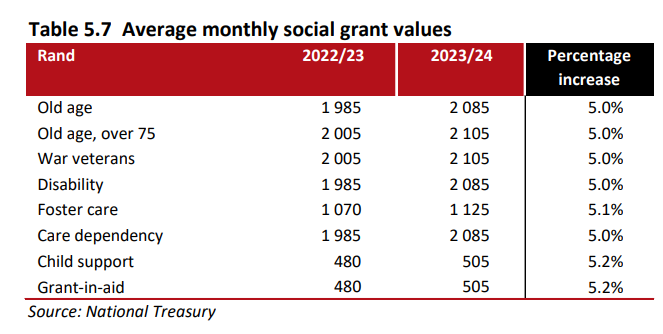 Table 5.7 Average monthly social grant values
Rand 2022/23 2023/24 Percentage
increase
Old age 1 985 2 085 5.0%
Old age, over 75 2 005 2 105 5.0%
War veterans 2 005 2 105 5.0%
Disability 1 985 2 085 5.0%
Foster care 1 070 1 125 5.1%
Care dependency 1 985 2 085 5.0%
Child support 480 505 5.2%
Grant-in-aid 480 505 5.2%
Source: National Treasury